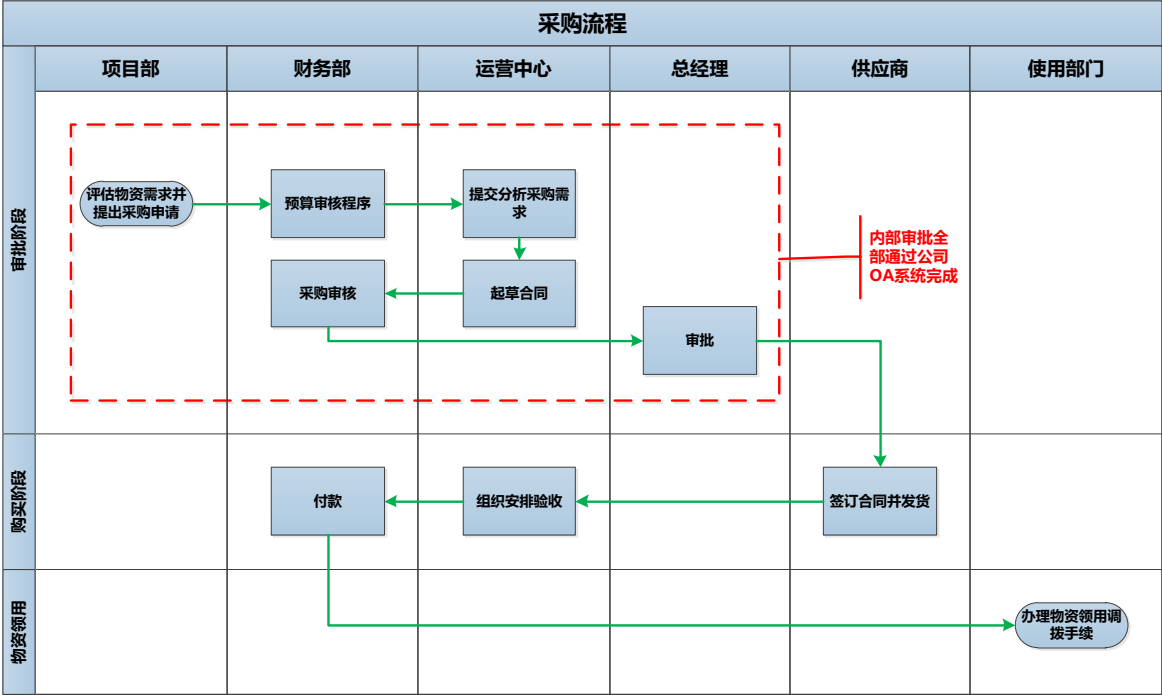 采购流程
项目部
财务部
运营中心
总经理
供应商
使用部门
审批阶段
评估物资需求并
提出采购申请
预算审核程序
提交分析采购需
求
采购审核
起草合同
审批
内部审批全
部通过公司
OA系统完成
购买阶段
付款
组织安排验收
签订合同并发货
物资领用
办理物资领用调
拨手续